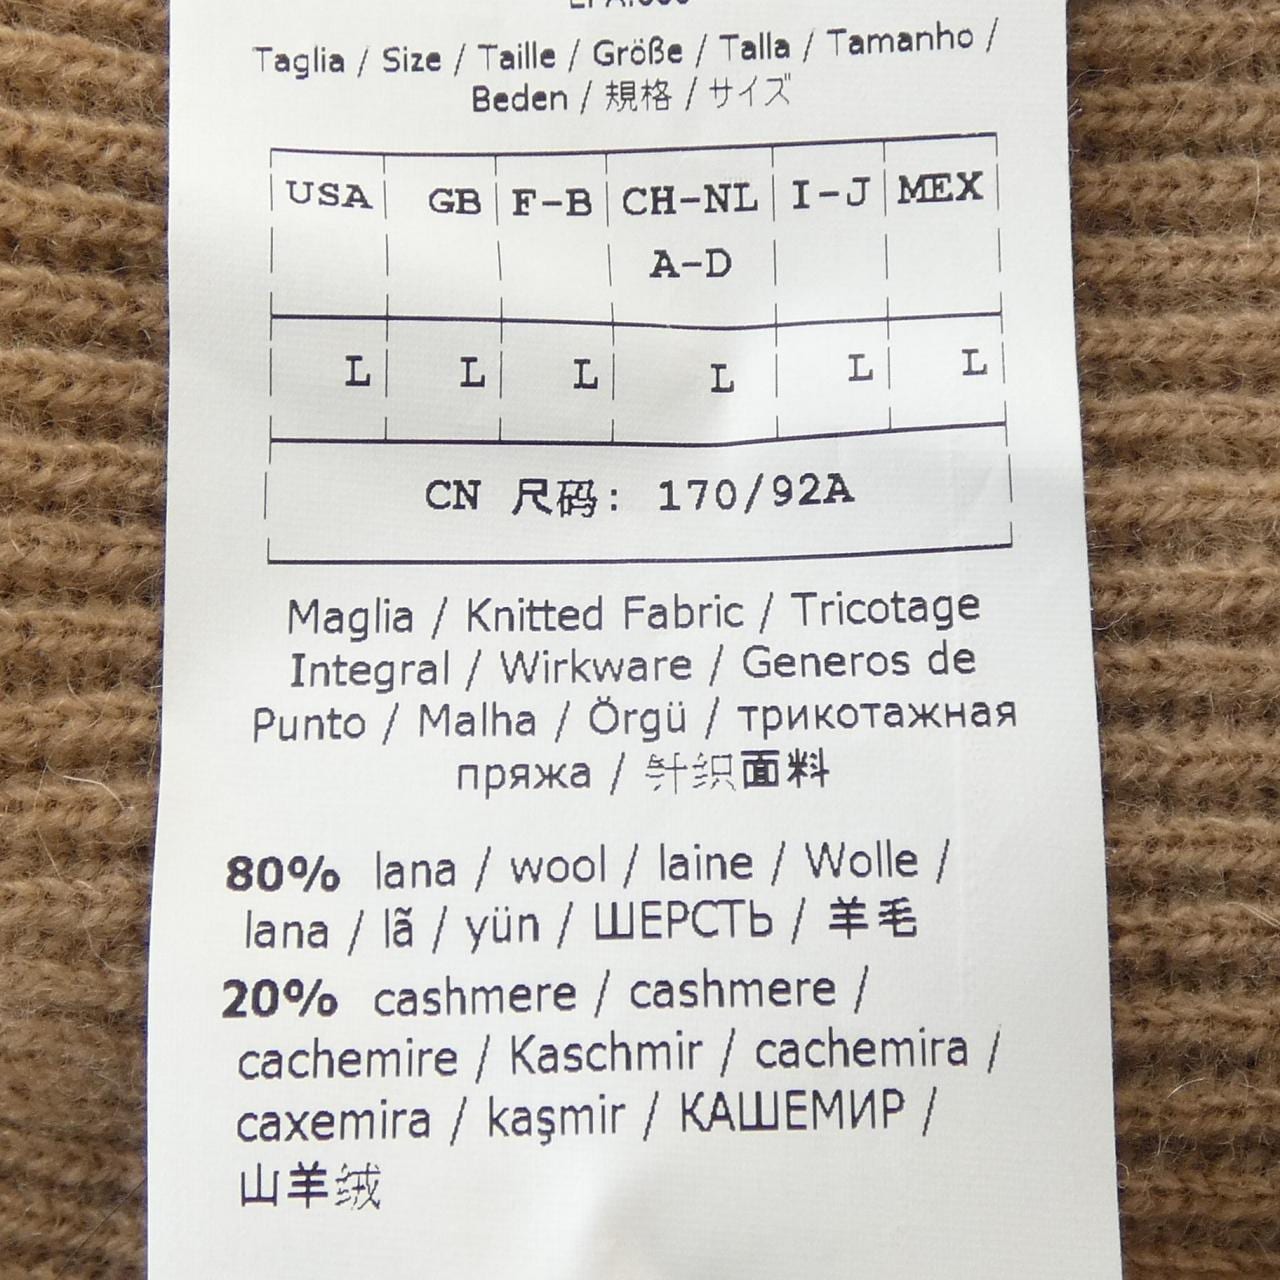 Taglia / Size / Taille / Größe / Talla / Tamanho /
Beden / 規格 / サイズ
USA GB F-B CH-NL I-J MEX
A-D
L L L L L L
CN 尺码: 170/92A
Maglia / Knitted Fabric / Tricotage
Integral / Wirkware / Generos de
Punto / Malha / Örgü / трикотажная
пряжа / 针织面料
80% lana / wool / laine / Wolle /
lana / lã / yün / ШЕРСТЬ / 羊毛
20% cashmere / cashmere /
cachemire / Kaschmir / cachemira /
caxemira / kaşmir / КАШЕМИР /
山羊绒